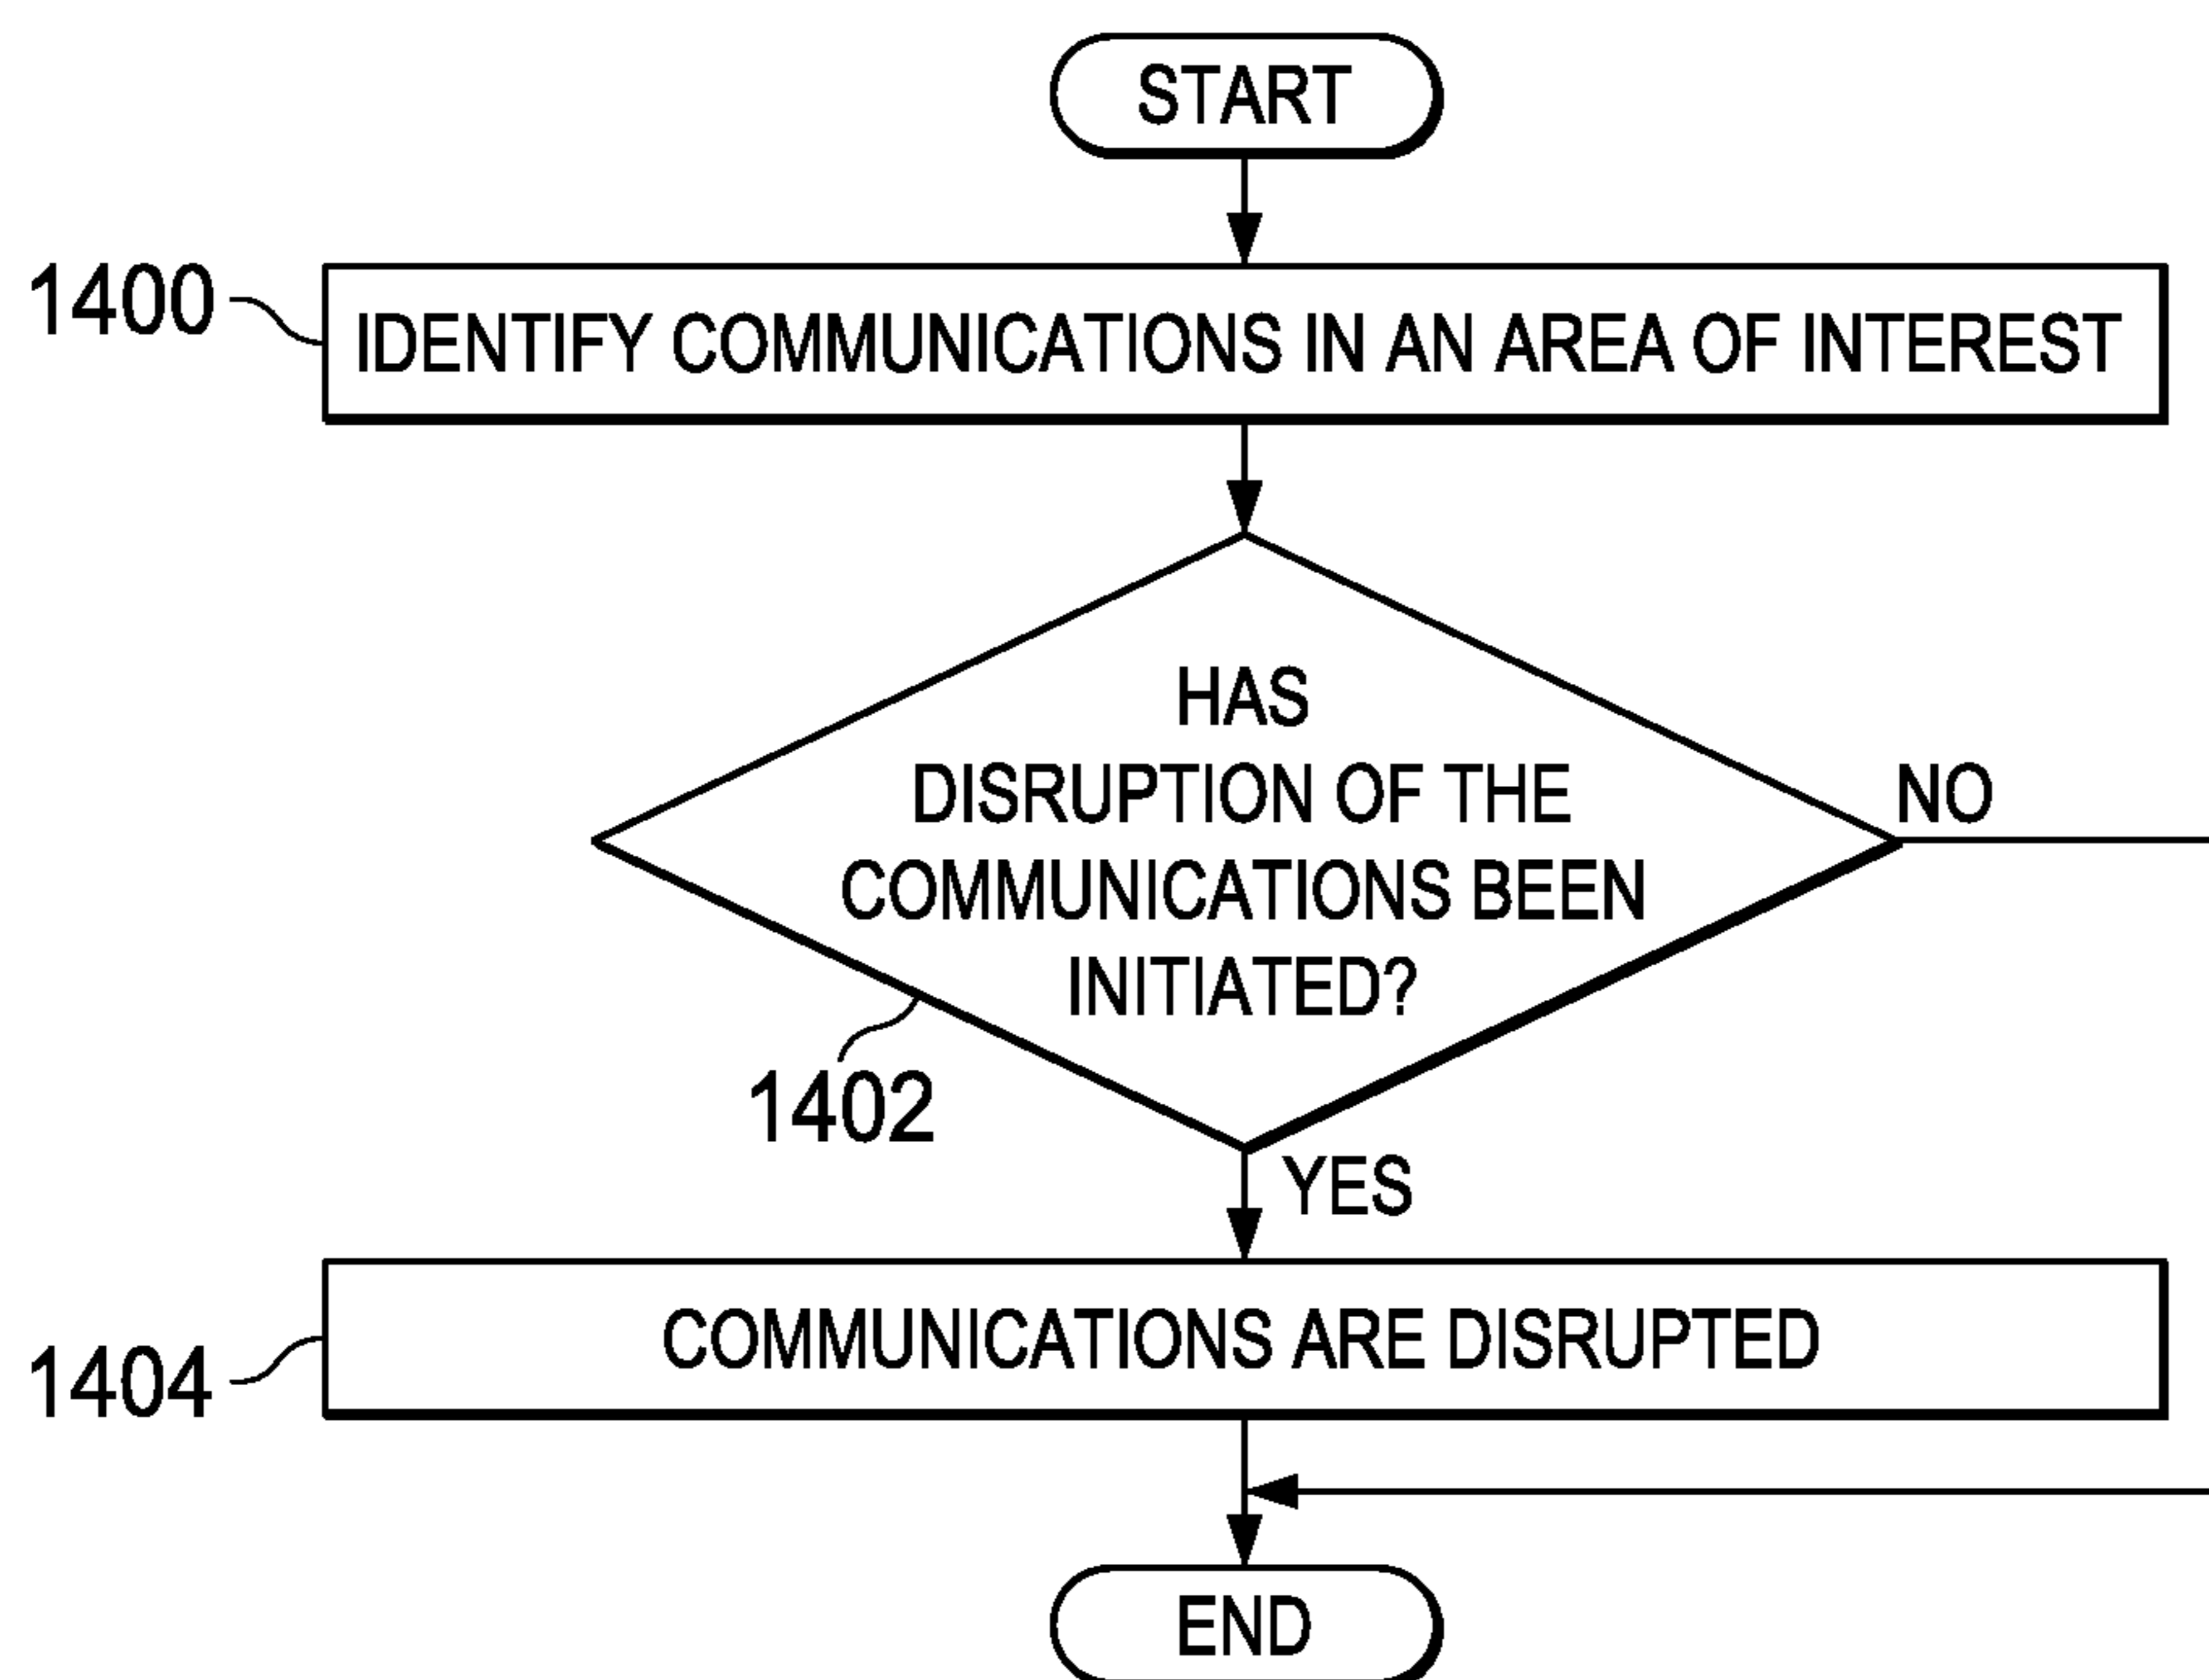 START
1400
IDENTIFY COMMUNICATIONS IN AN AREA OF INTEREST
HAS
DISRUPTION OF THE
COMMUNICATIONS BEEN
INITIATED?
NO
1402
YES
COMMUNICATIONS ARE DISRUPTED
1404
END